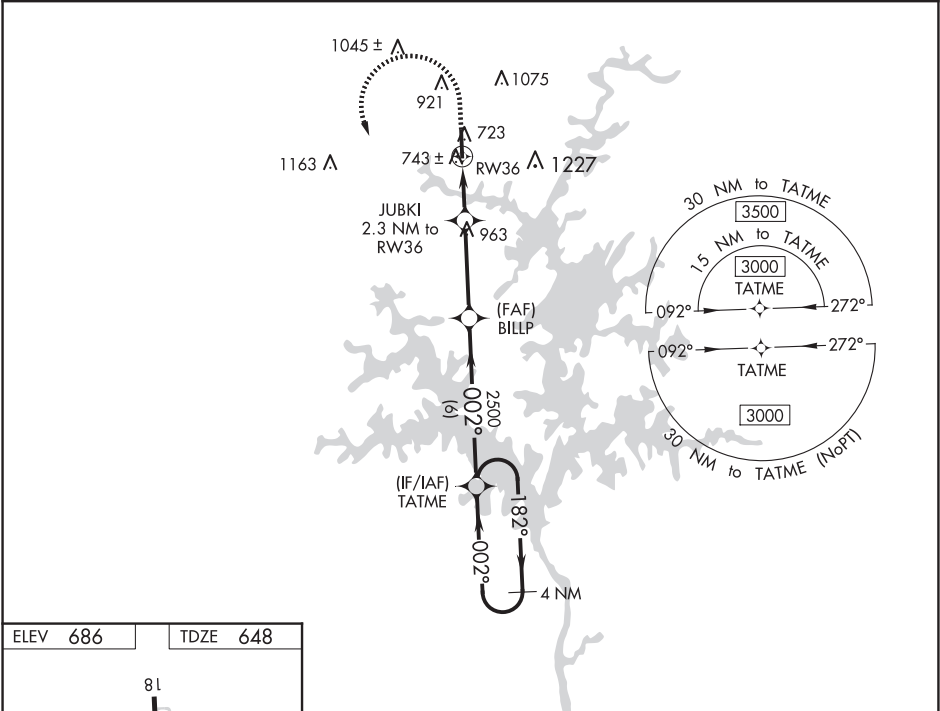 1045 ±
1075
921
723
743 ±
RW36
1227
1163
JUBKI
2.3 NM to
RW36
963
(FAF)
BILLP
2500
002°
(6)
(IF/IAF)
TATME
182°
002°
4 NM
30 NM to TATME
3500
15 NM to TATME
3000
TATME
092°
272°
092°
272°
TATME
3000
30 NM to TATME (NoPT)
ELEV 686
TDZE 648
18